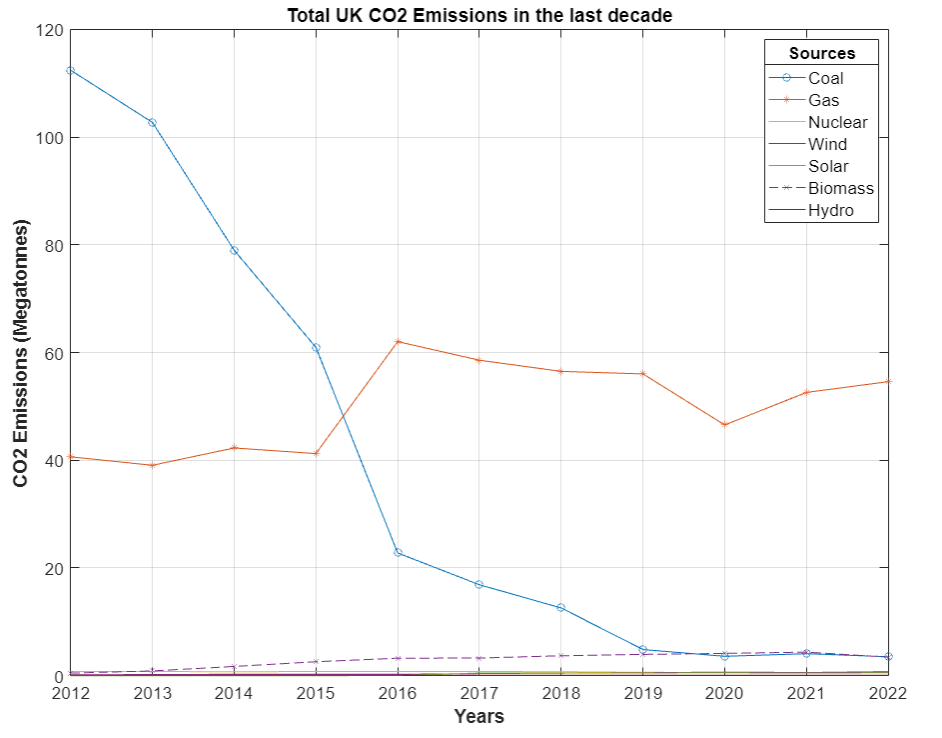 Total UK CO2 Emissions in the last decade
120
100
80
60
40
20
0
CO2 Emissions (Megatonnes)
Sources
Coal
Gas
Nuclear
Wind
Solar
Biomass
Hydro
2012 2013 2014 2015 2016 2017 2018 2019 2020 2021 2022
Years